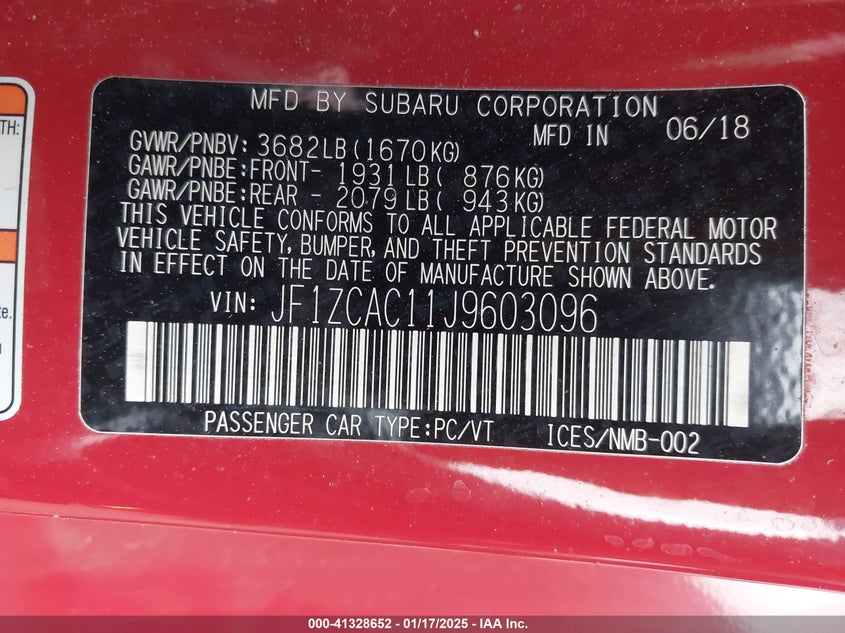 MFD BY SUBARU CORPORATION
MFD IN 06/18
GVWR/PNBV: 3682LB (1670KG)
GAWR/PNBE: FRONT- 1931LB ( 876KG)
GAWR/PNBE: REAR - 2079LB ( 943KG)
THIS VEHICLE CONFORMS TO ALL APPLICABLE FEDERAL MOTOR
VEHICLE SAFETY, BUMPER, AND THEFT PREVENTION STANDARDS
IN EFFECT ON THE DATE OF MANUFACTURE SHOWN ABOVE.
VIN: JF1ZCAC11J9603096
PASSENGER CAR TYPE:PC/VT ICES/NMB-002
000-41328652 — 01/17/2025 — IAA Inc.